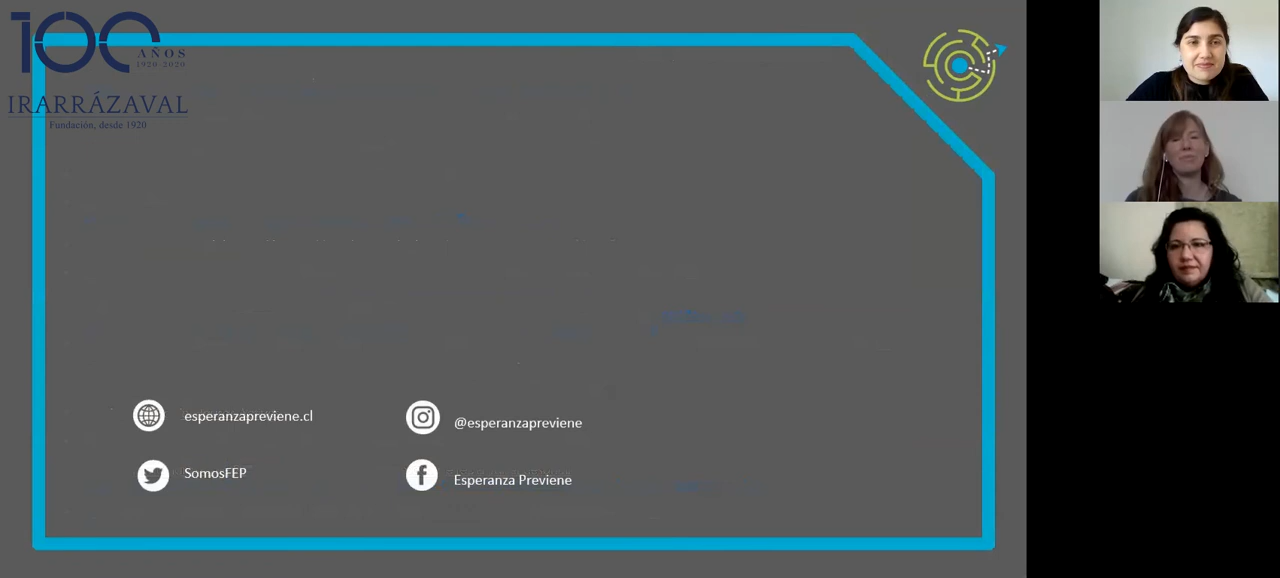 100
AÑOS
1920-2020
IRARRÁZAVAL
Fundación, desde 1920
esperanzapreviene.cl
@esperanzapreviene
SomosFEP
Esperanza Previene